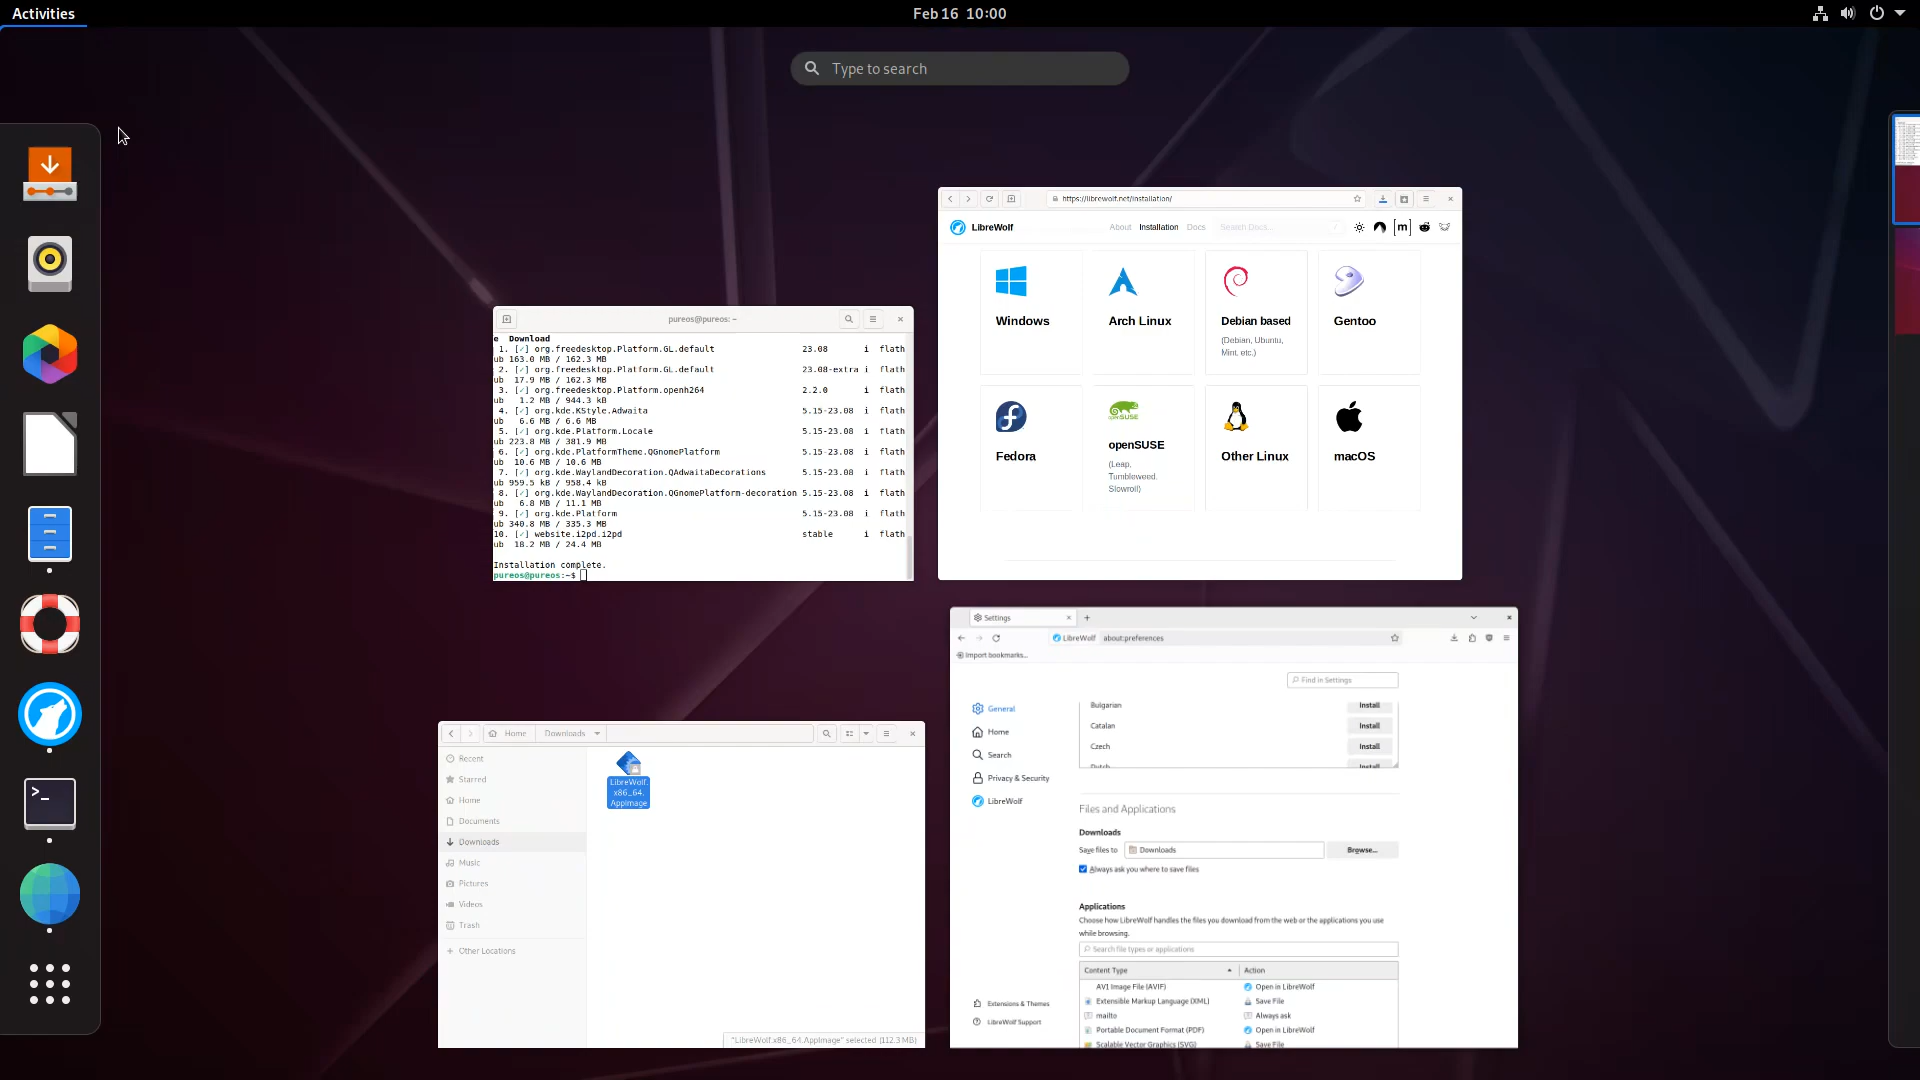 Activities
Feb 16 10:00
Type to search
pureos@pureos: ~
e Download
1. [✓] org.freedesktop.Platform.GL.default 23.08 i flath
ub 163.0 MB / 162.3 MB
2. [✓] org.freedesktop.Platform.GL.default 23.08-extra i flath
ub 17.9 MB / 162.3 MB
3. [✓] org.freedesktop.Platform.openh264 2.2.0 i flath
ub 1.2 MB / 944.3 kB
4. [✓] org.kde.KStyle.Adwaita 5.15-23.08 i flath
ub 6.6 MB / 6.6 MB
5. [✓] org.kde.Platform.Locale 5.15-23.08 i flath
ub 223.8 MB / 381.9 MB
6. [✓] org.kde.PlatformTheme.QGnomePlatform 5.15-23.08 i flath
ub 10.6 MB / 10.6 MB
7. [✓] org.kde.WaylandDecoration.QAdwaitaDecorations 5.15-23.08 i flath
ub 959.5 kB / 958.4 kB
8. [✓] org.kde.WaylandDecoration.QGnomePlatform-decoration 5.15-23.08 i flath
ub 6.8 MB / 11.1 MB
9. [✓] org.kde.Platform 5.15-23.08 i flath
ub 340.8 MB / 335.3 MB
10. [✓] website.i2pd.i2pd stable i flath
ub 18.2 MB / 24.4 MB
Installation complete.
pureos@pureos:~$
https://librewolf.net/installation/
LibreWolf About Installation Docs Search Docs... /
[m]
Windows
Arch Linux
Debian based
(Debian, Ubuntu,
Mint, etc.)
Gentoo
Fedora
openSUSE
openSUSE
(Leap,
Tumbleweed,
Slowroll)
Other Linux
macOS
Home Downloads
Recent
Starred
Home
Documents
Downloads
Music
Pictures
Videos
Trash
Other Locations
LibreWolf.
x86_64.
AppImage
"LibreWolf.x86_64.AppImage" selected (112.3 MB)
Settings
LibreWolf about:preferences
Import bookmarks...
Find in Settings
General
Home
Search
Privacy & Security
LibreWolf
Extensions & Themes
LibreWolf Support
Bulgarian Install
Catalan Install
Czech Install
Dutch Install
Files and Applications
Downloads
Save files to Downloads Browse...
Always ask you where to save files
Applications
Choose how LibreWolf handles the files you download from the web or the applications you use
while browsing.
Search file types or applications
Content Type Action
AV1 Image File (AVIF) Open in LibreWolf
Extensible Markup Language (XML) Save File
mailto Always ask
Portable Document Format (PDF) Open in LibreWolf
Scalable Vector Graphics (SVG) Save File